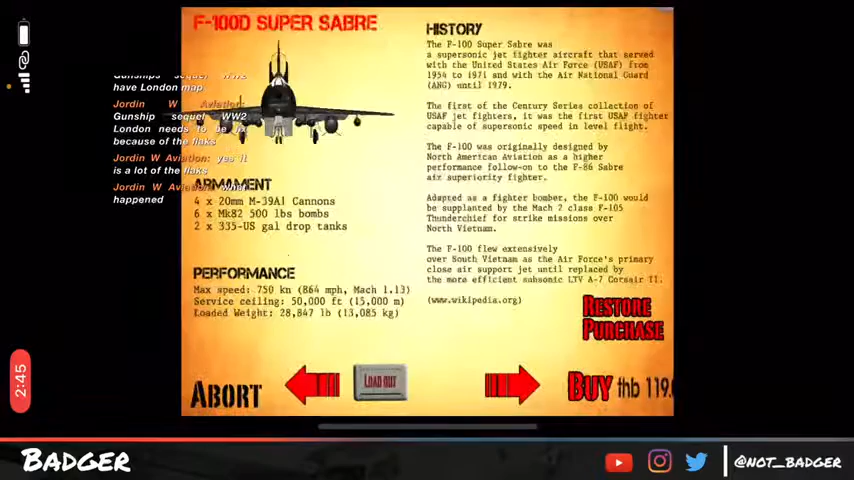 F-100D SUPER SABRE
Gunships sequel WW2
have London map
Jordin W Aviation:
Gunship sequel WW2
London needs to be fix
because of the flaks
Jordin W Aviation: yes it
is a lot of the flaks
Jordin W Aviation: what
happened
ARMAMENT
4 x 20mm M-39A1 Cannons
6 x Mk82 500 lbs bombs
2 x 335-US gal drop tanks
PERFORMANCE
Max speed: 750 kn (864 mph, Mach 1.13)
Service ceiling: 50,000 ft (15,000 m)
Loaded Weight: 28,847 lb (13,085 kg)
HISTORY
The F-100 Super Sabre was
a supersonic jet fighter aircraft that served
with the United States Air Force (USAF) from
1954 to 1971 and with the Air National Guard
(ANG) until 1979.
The first of the Century Series collection of
USAF jet fighters, it was the first USAF fighter
capable of supersonic speed in level flight.
The F-100 was originally designed by
North American Aviation as a higher
performance follow-on to the F-86 Sabre
air superiority fighter.
Adapted as a fighter bomber, the F-100 would
be supplanted by the Mach 2 class F-105
Thunderchief for strike missions over
North Vietnam.
The F-100 flew extensively
over South Vietnam as the Air Force's primary
close air support jet until replaced by
the more efficient subsonic LTV A-7 Corsair II.
(www.wikipedia.org)
RESTORE
PURCHASE
ABORT
LOAD OUT
BUY thb 119.
2:45
BADGER
@NOT_BADGER